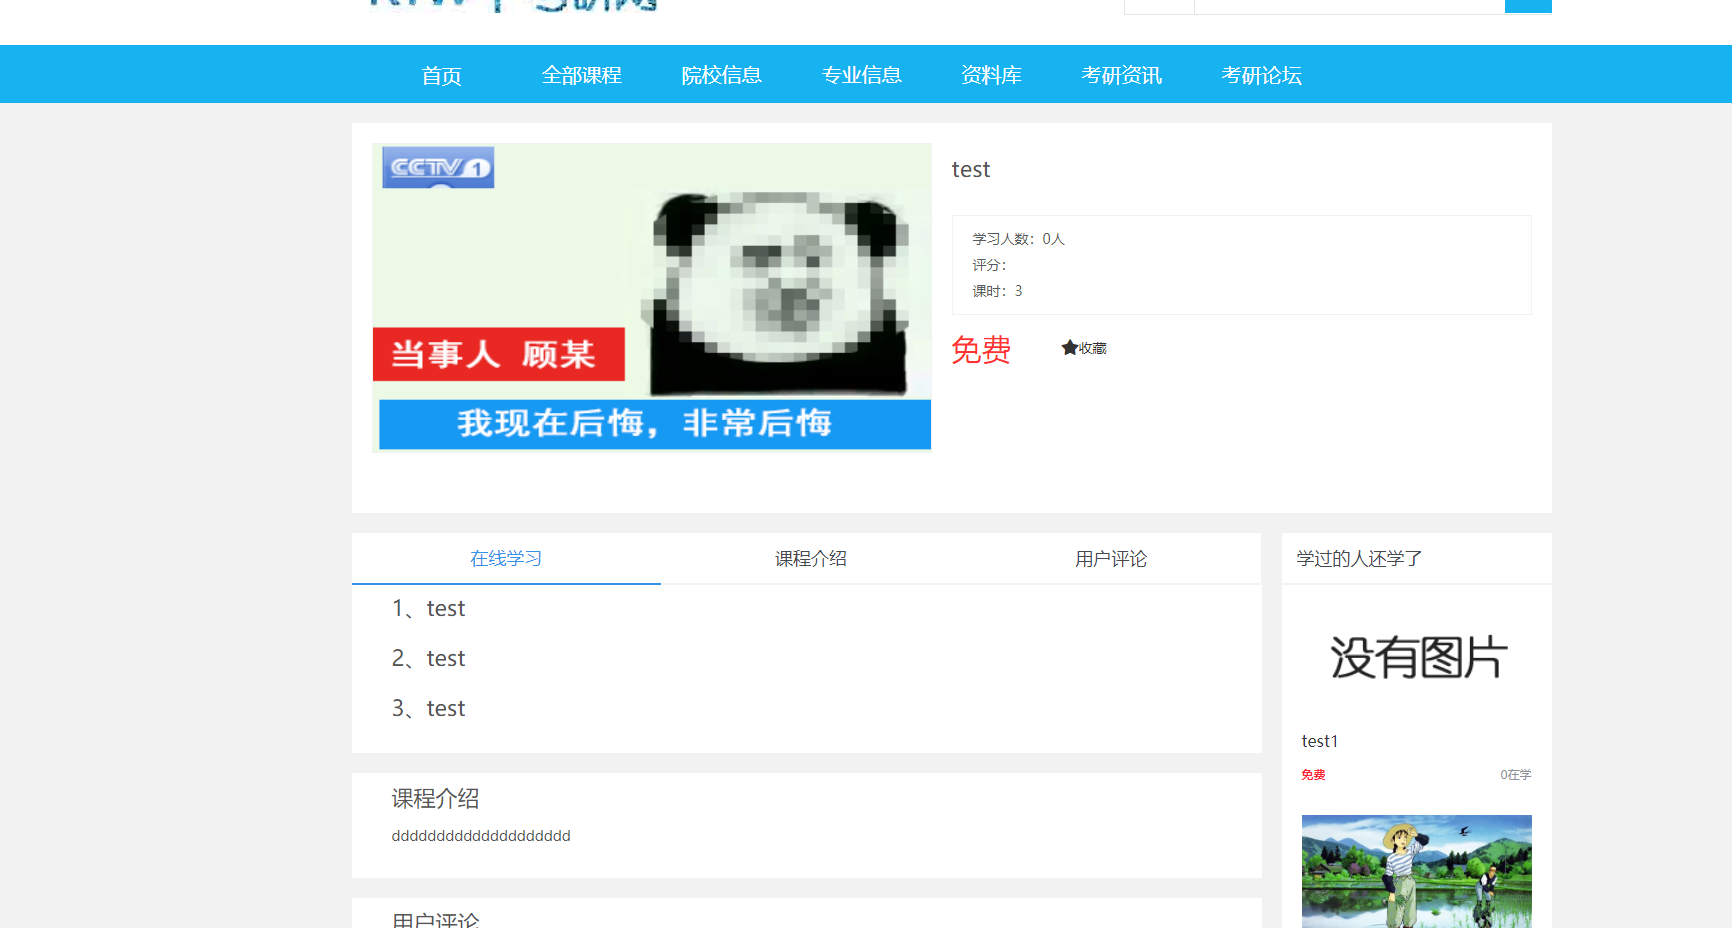 首页 全部课程 院校信息 专业信息 资料库 考研资讯 考研论坛
CCTV 1
当事人 顾某
我现在后悔，非常后悔
test
学习人数：0人
评分：
课时：3
免费 收藏
在线学习 课程介绍 用户评论
1、test
2、test
3、test
课程介绍
dddddddddddddddddddd
用户评论
学过的人还学了
没有图片
test1
免费 0在学